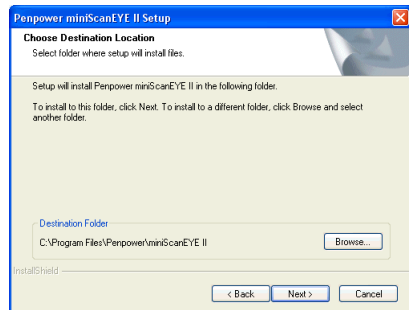 Penpower miniScanEYE II Setup
Choose Destination Location
Select folder where setup will install files.
Setup will install Penpower miniScanEYE II in the following folder.
To install to this folder, click Next. To install to a different folder, click Browse and select
another folder.
Destination Folder
C:\Program Files\Penpower\miniScanEYE II
Browse...
InstallShield
< Back
Next >
Cancel